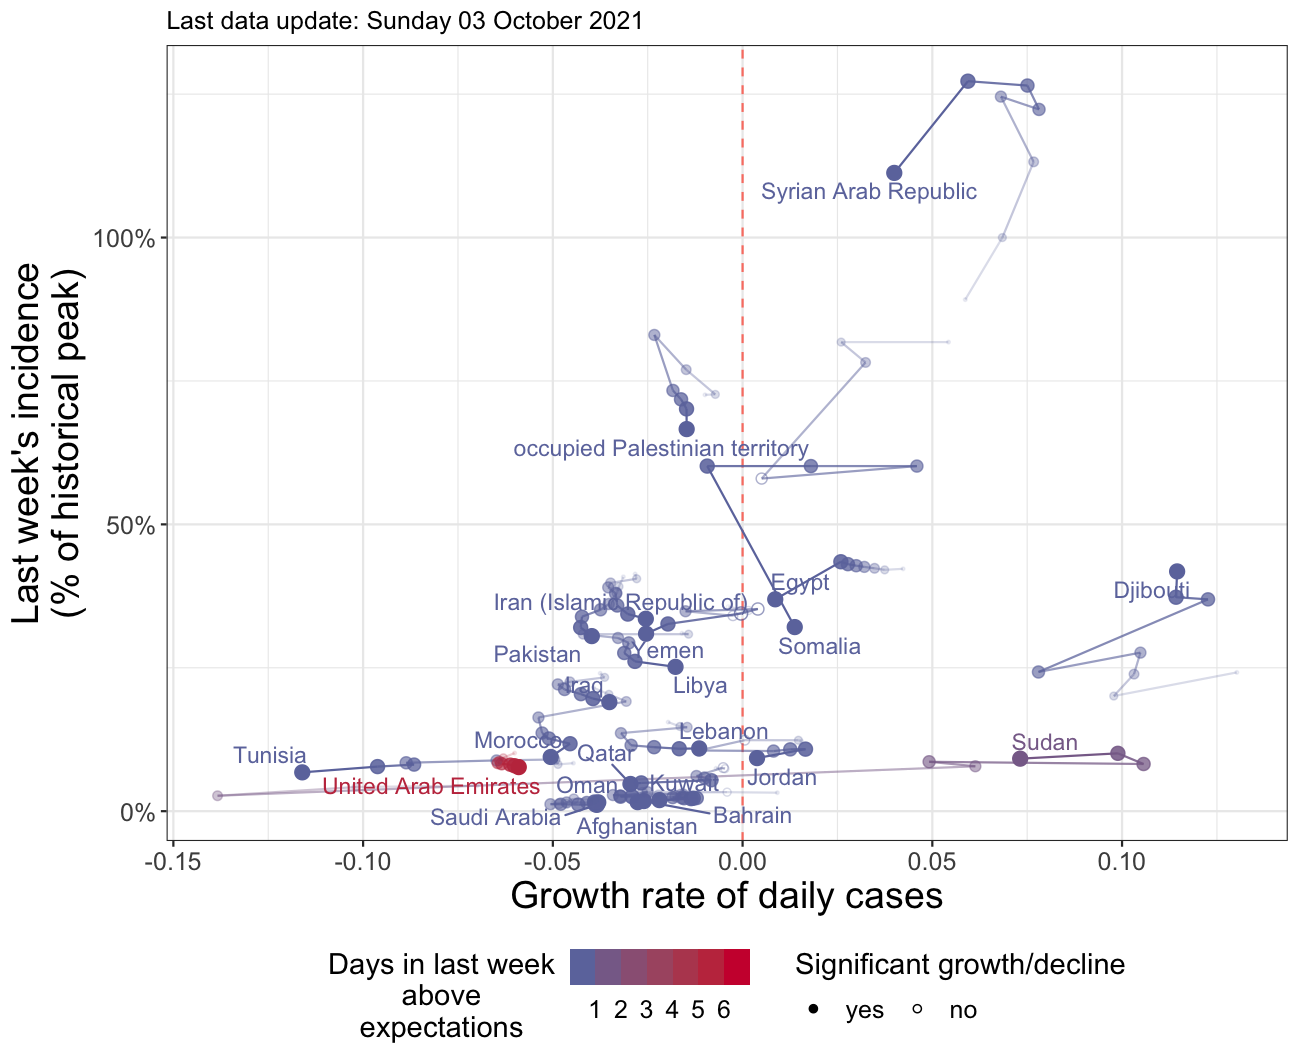 Last data update: Sunday 03 October 2021
Last week's incidence
(% of historical peak)
100%
50%
0%
Syrian Arab Republic
occupied Palestinian territory
Egypt
Djibouti
Iran (Islamic Republic of)
Somalia
Pakistan
Yemen
Iraq
Libya
Lebanon
Morocco
Sudan
Tunisia
Qatar
Jordan
United Arab Emirates
Oman
Kuwait
Saudi Arabia
Bahrain
Afghanistan
-0.15
-0.10
-0.05
0.00
0.05
0.10
Growth rate of daily cases
Days in last week
above
expectations
1 2 3 4 5 6
Significant growth/decline
yes
no